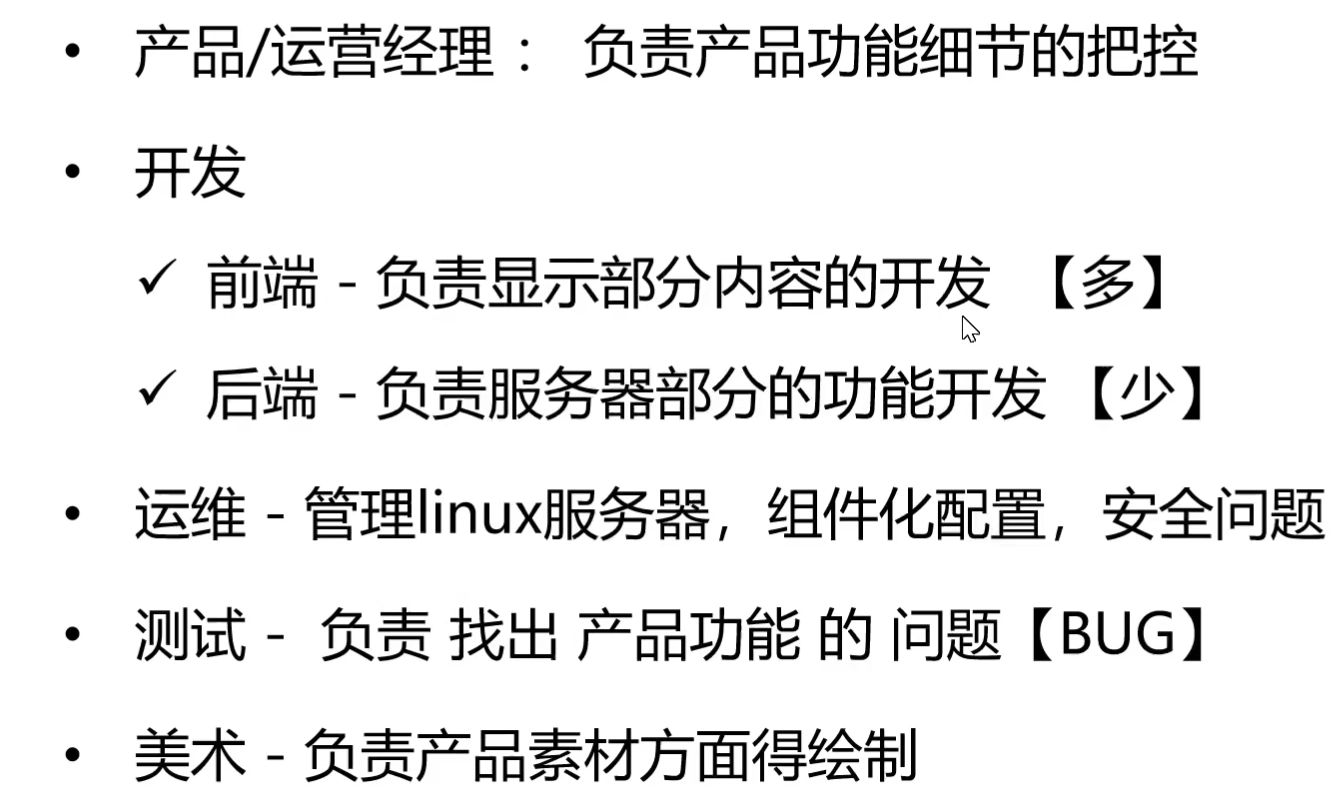 • 产品/运营经理 ： 负责产品功能细节的把控
• 开发
✓ 前端 - 负责显示部分内容的开发 【多】
✓ 后端 - 负责服务器部分的功能开发 【少】
• 运维 - 管理linux服务器，组件化配置，安全问题
• 测试 - 负责 找出 产品功能 的 问题【BUG】
• 美术 - 负责产品素材方面得绘制